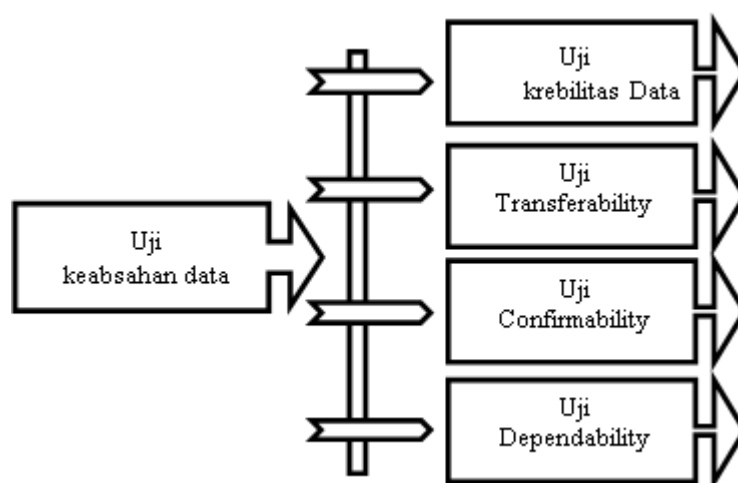 Uji
keabsahan data
Uji
krebilitas Data
Uji
Transferability
Uji
Confirmability
Uji
Dependability